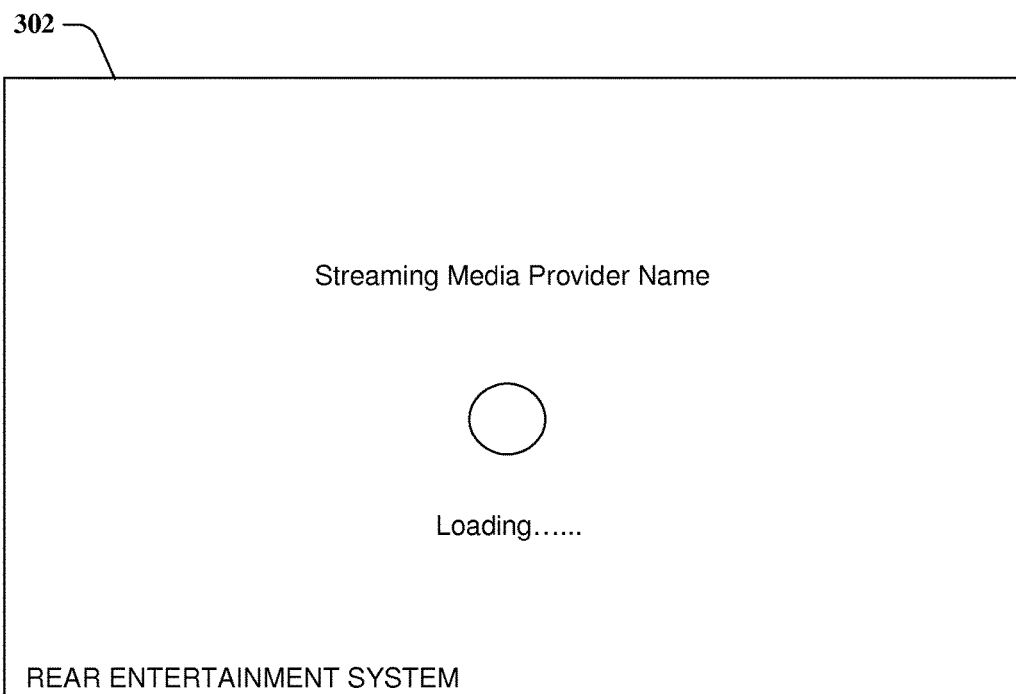 302
Streaming Media Provider Name
Loading…...
REAR ENTERTAINMENT SYSTEM